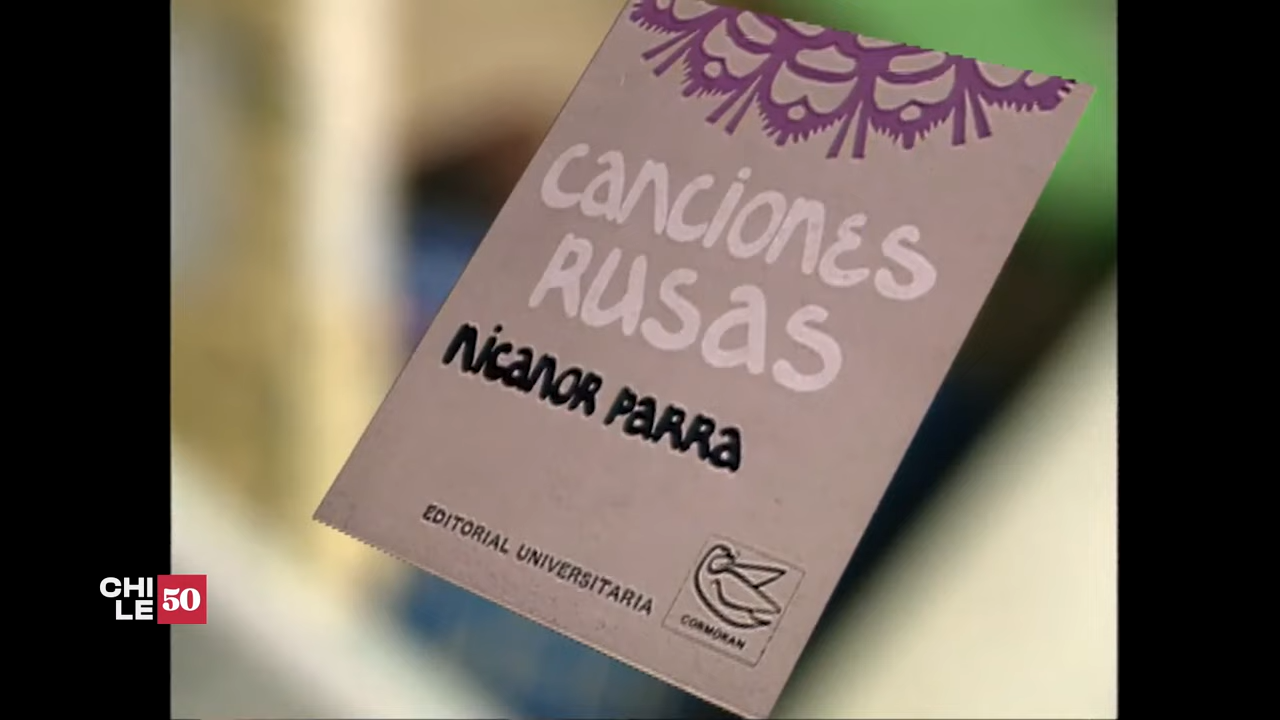 canciones
RUSas
nicanor parra
EDITORIAL UNIVERSITARIA
CORMORAN
CHI
LE 50